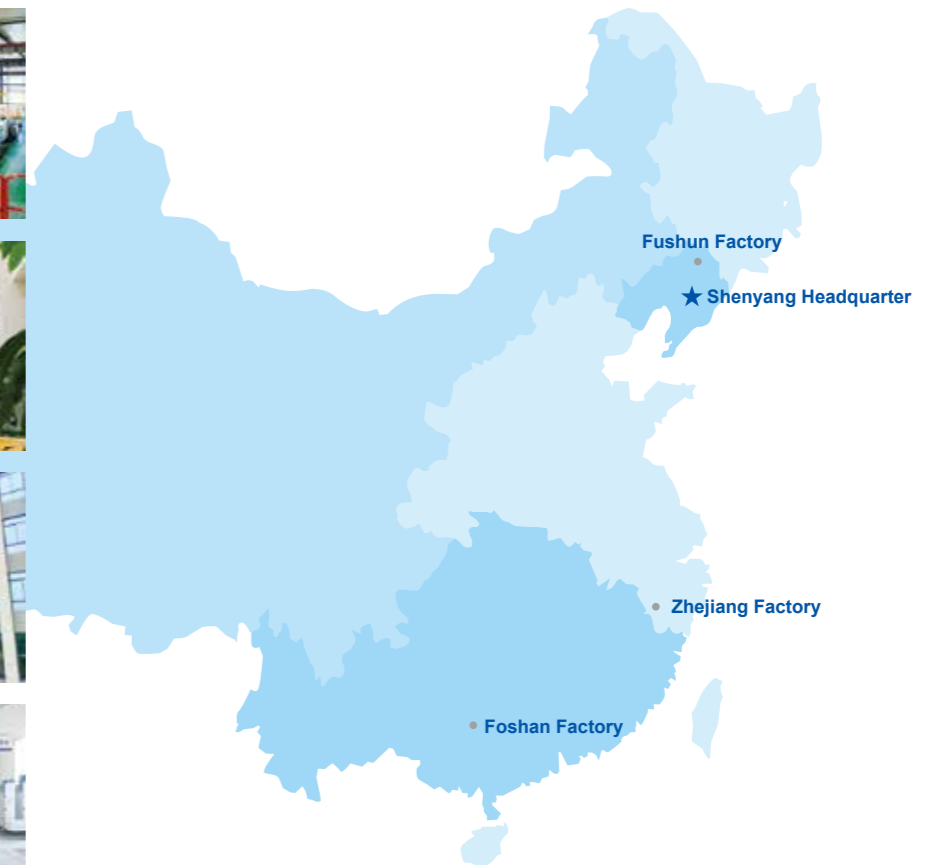 Fushun Factory
Shenyang Headquarter
Zhejiang Factory
Foshan Factory